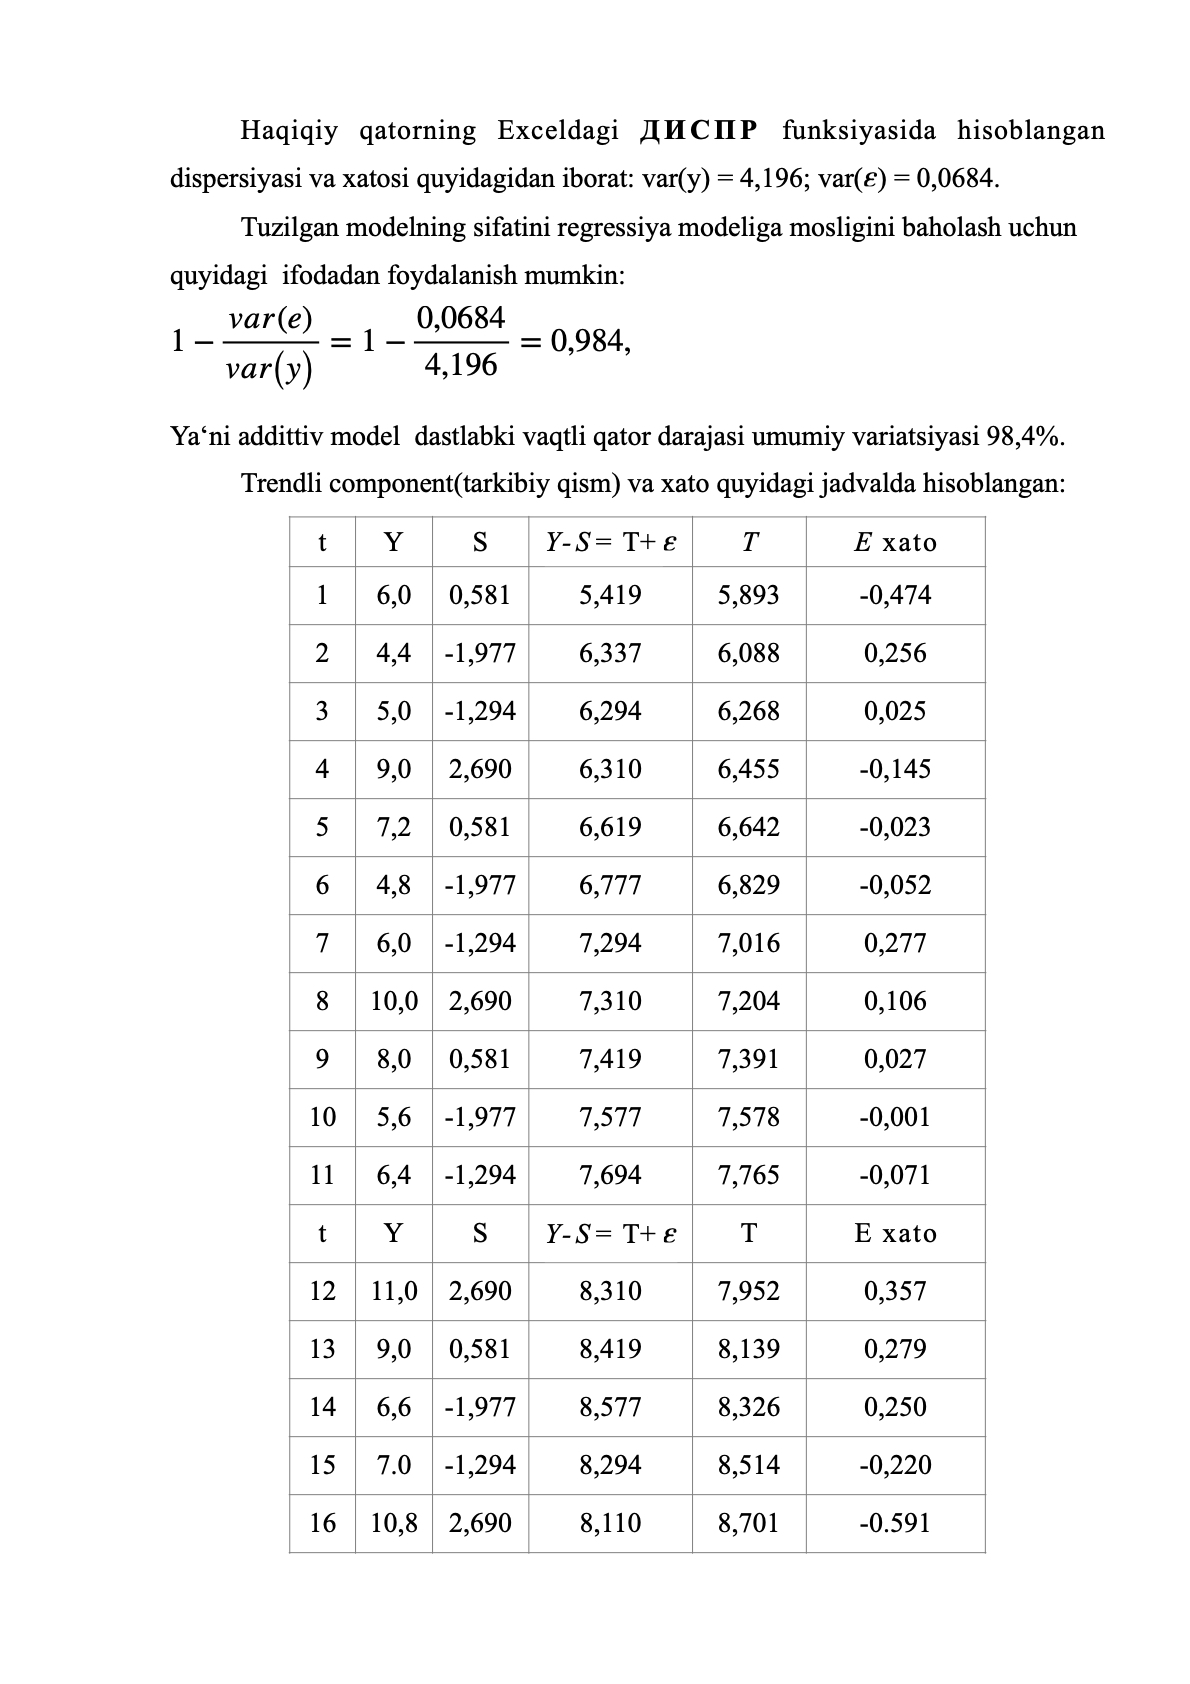 Haqiqiy qatorning Exceldagi ДИСПР funksiyasida hisoblangan
dispersiyasi va xatosi quyidagidan iborat: var(y) = 4,196; var(ε) = 0,0684.
Tuzilgan modelning sifatini regressiya modeliga mosligini baholash uchun
quyidagi ifodadan foydalanish mumkin:
1 − var(e)/var(y) = 1 − 0,0684/4,196 = 0,984,
Ya‘ni addittiv model dastlabki vaqtli qator darajasi umumiy variatsiyasi 98,4%.
Trendli component(tarkibiy qism) va xato quyidagi jadvalda hisoblangan:
t Y S Y-S= T+ ε T E xato
1 6,0 0,581 5,419 5,893 -0,474
2 4,4 -1,977 6,337 6,088 0,256
3 5,0 -1,294 6,294 6,268 0,025
4 9,0 2,690 6,310 6,455 -0,145
5 7,2 0,581 6,619 6,642 -0,023
6 4,8 -1,977 6,777 6,829 -0,052
7 6,0 -1,294 7,294 7,016 0,277
8 10,0 2,690 7,310 7,204 0,106
9 8,0 0,581 7,419 7,391 0,027
10 5,6 -1,977 7,577 7,578 -0,001
11 6,4 -1,294 7,694 7,765 -0,071
t Y S Y-S= T+ ε T E xato
12 11,0 2,690 8,310 7,952 0,357
13 9,0 0,581 8,419 8,139 0,279
14 6,6 -1,977 8,577 8,326 0,250
15 7.0 -1,294 8,294 8,514 -0,220
16 10,8 2,690 8,110 8,701 -0.591